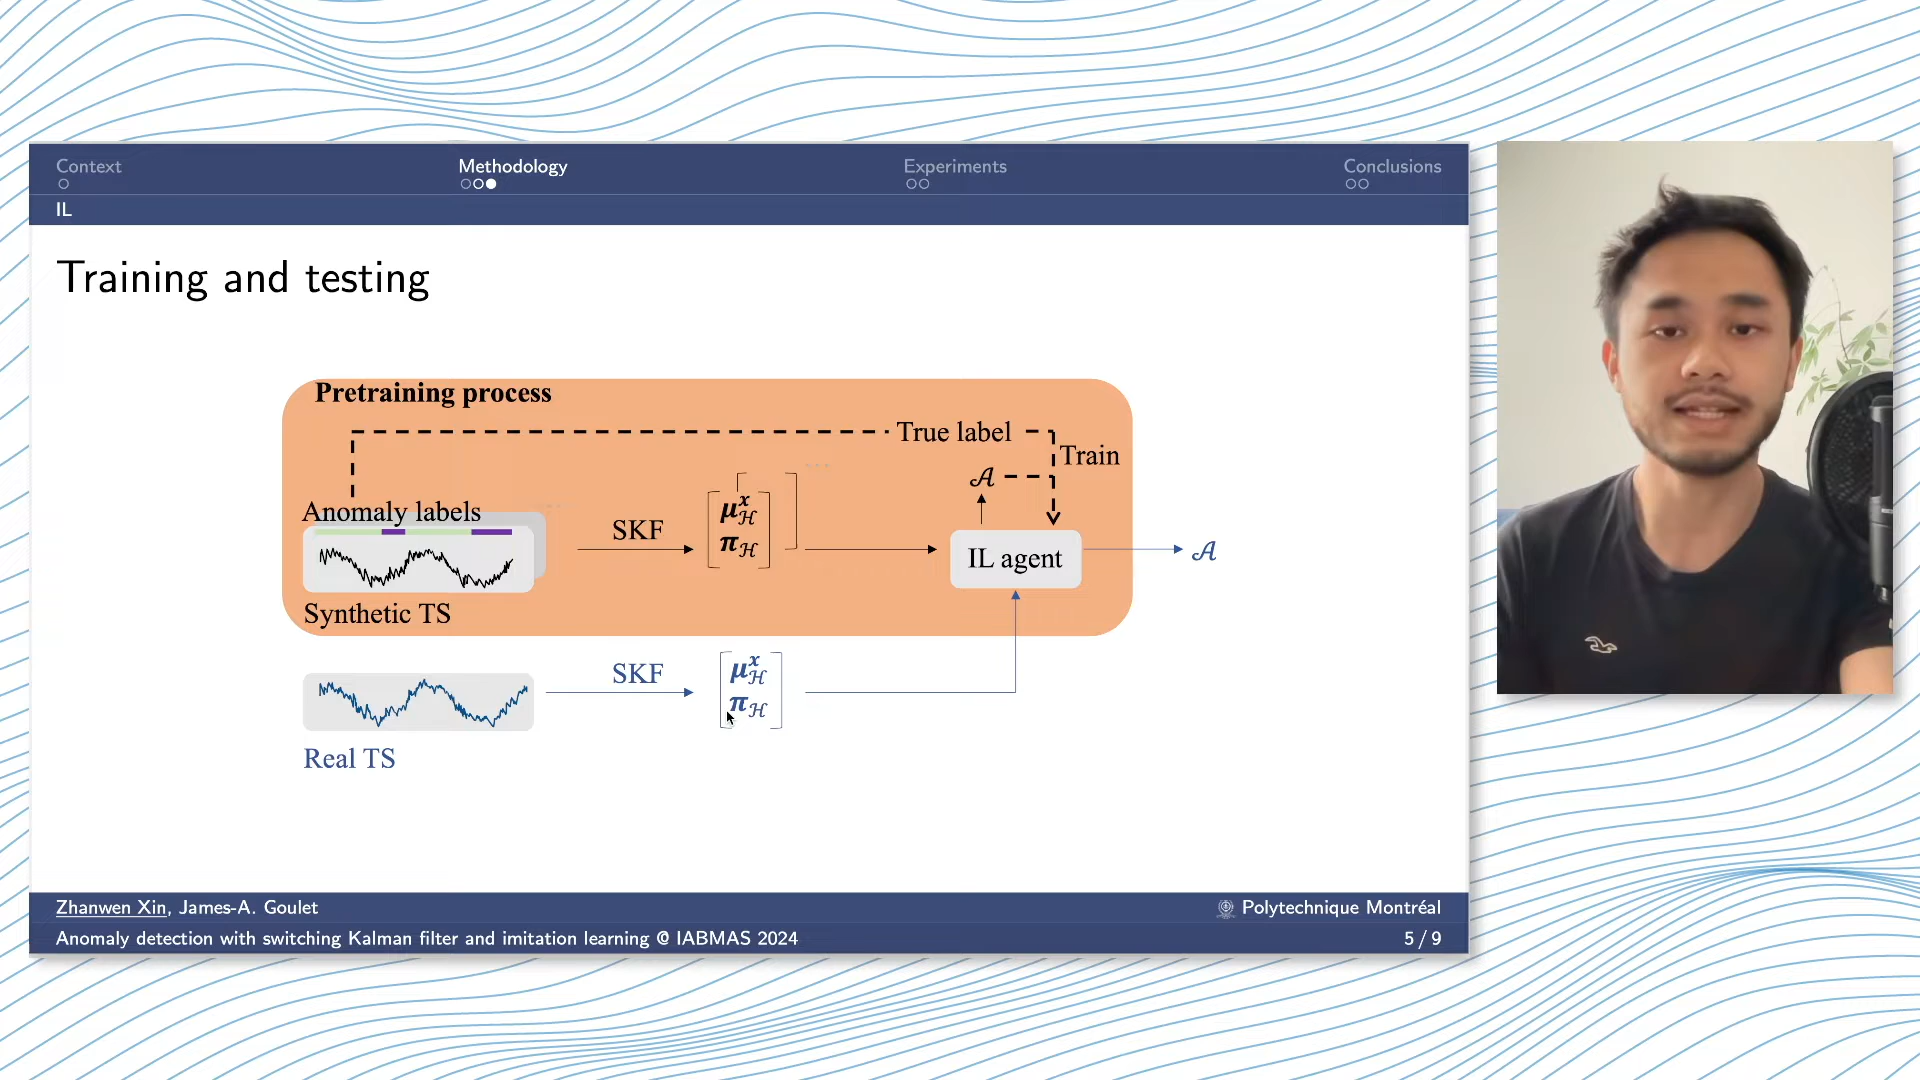 Context
Methodology
Experiments
Conclusions
IL
Training and testing
Pretraining process
True label
Train
𝒜
Anomaly labels
SKF
μ^x_ℋ
π_ℋ
IL agent
𝒜
Synthetic TS
SKF
μ^x_ℋ
π_ℋ
Real TS
Zhanwen Xin, James-A. Goulet
Polytechnique Montréal
Anomaly detection with switching Kalman filter and imitation learning @ IABMAS 2024
5 / 9